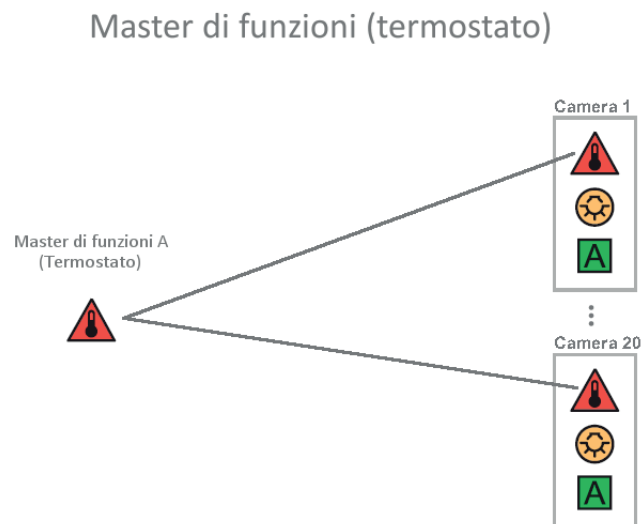 Master di funzioni (termostato)
Camera 1
A
Master di funzioni A
(Termostato)
Camera 20
A